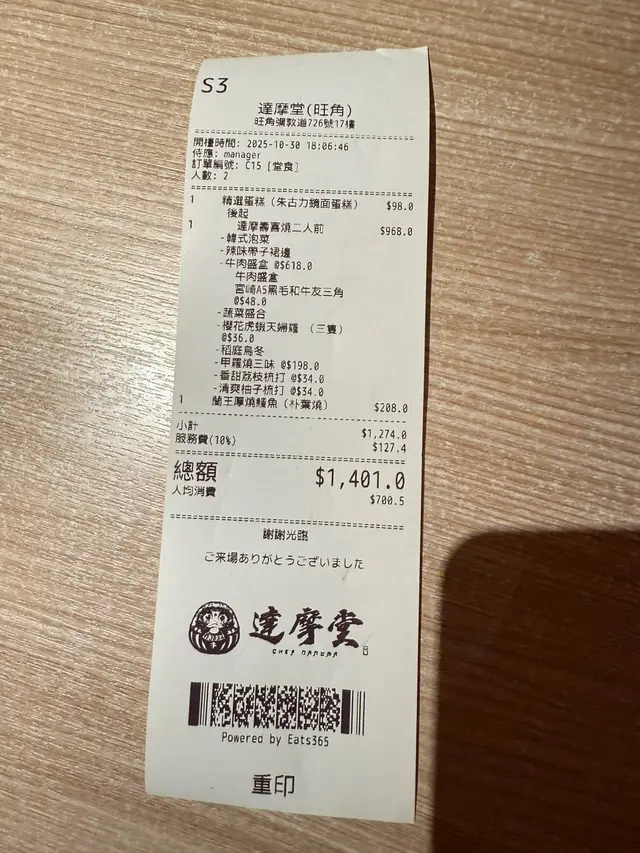 S3
達摩堂(旺角)
旺角彌敦道726號17樓
開檯時間: 2025-10-30 18:06:46
侍應: manager
訂單編號: C15 [堂食]
人數: 2
1 精選蛋糕（朱古力鏡面蛋糕） $98.0
後起
1 達摩壽喜燒二人前 $968.0
-韓式泡菜
-辣味帶子裙邊
-牛肉盛盒 @$618.0
牛肉盛盒
宮崎A5黑毛和牛友三角
@$48.0
-蔬菜盛合
-櫻花虎蝦天婦羅 （三隻）
@$36.0
-稻庭烏冬
-甲羅燒三味 @$198.0
-香甜荔枝梳打 @$34.0
-清爽柚子梳打 @$34.0
1 蘭王厚燒鰻魚（朴葉燒） $208.0
小計 $1,274.0
服務費(10%) $127.4
總額 $1,401.0
人均消費 $700.5
謝謝光臨
ご来場ありがとうございました
達摩堂
CHEF DARUMA
Powered by Eats365
重印